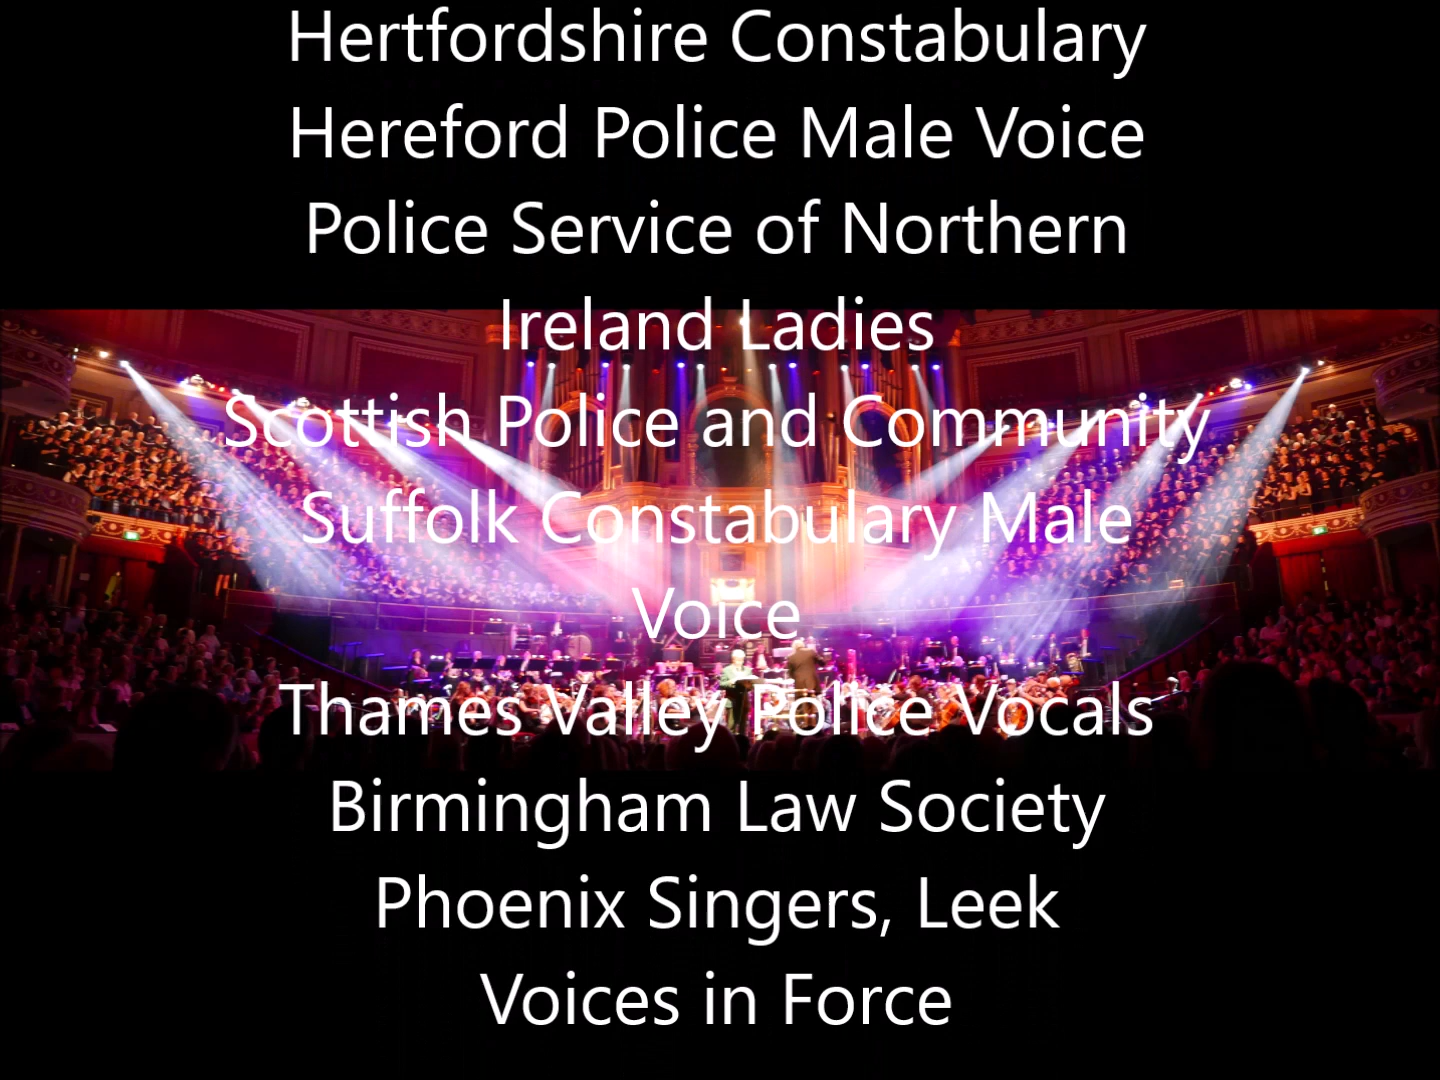 Hertfordshire Constabulary
Hereford Police Male Voice
Police Service of Northern
Ireland Ladies
Scottish Police and Community
Suffolk Constabulary Male
Voice
Thames Valley Police Vocals
Birmingham Law Society
Phoenix Singers, Leek
Voices in Force